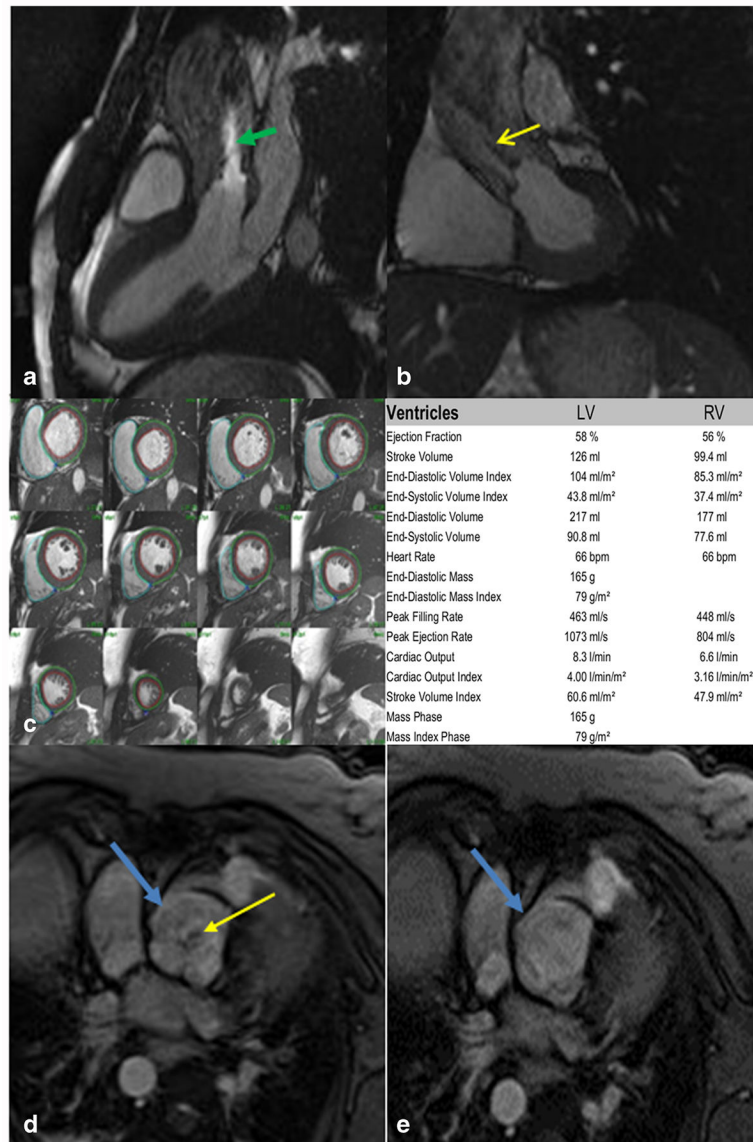 a
b
c
Ventricles LV RV
Ejection Fraction 58 % 56 %
Stroke Volume 126 ml 99.4 ml
End-Diastolic Volume Index 104 ml/m² 85.3 ml/m²
End-Systolic Volume Index 43.8 ml/m² 37.4 ml/m²
End-Diastolic Volume 217 ml 177 ml
End-Systolic Volume 90.8 ml 77.6 ml
Heart Rate 66 bpm 66 bpm
End-Diastolic Mass 165 g
End-Diastolic Mass Index 79 g/m²
Peak Filling Rate 463 ml/s 448 ml/s
Peak Ejection Rate 1073 ml/s 804 ml/s
Cardiac Output 8.3 l/min 6.6 l/min
Cardiac Output Index 4.00 l/min/m² 3.16 l/min/m²
Stroke Volume Index 60.6 ml/m² 47.9 ml/m²
Mass Phase 165 g
Mass Index Phase 79 g/m²
d
e